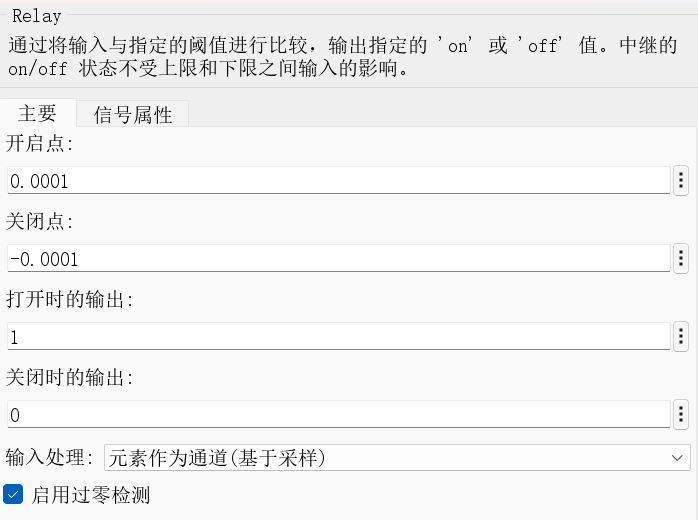 Relay
通过将输入与指定的阈值进行比较，输出指定的 'on' 或 'off' 值。中继的
on/off 状态不受上限和下限之间输入的影响。
主要 信号属性
开启点:
0.0001
关闭点:
-0.0001
打开时的输出:
1
关闭时的输出:
0
输入处理: 元素作为通道(基于采样)
启用过零检测